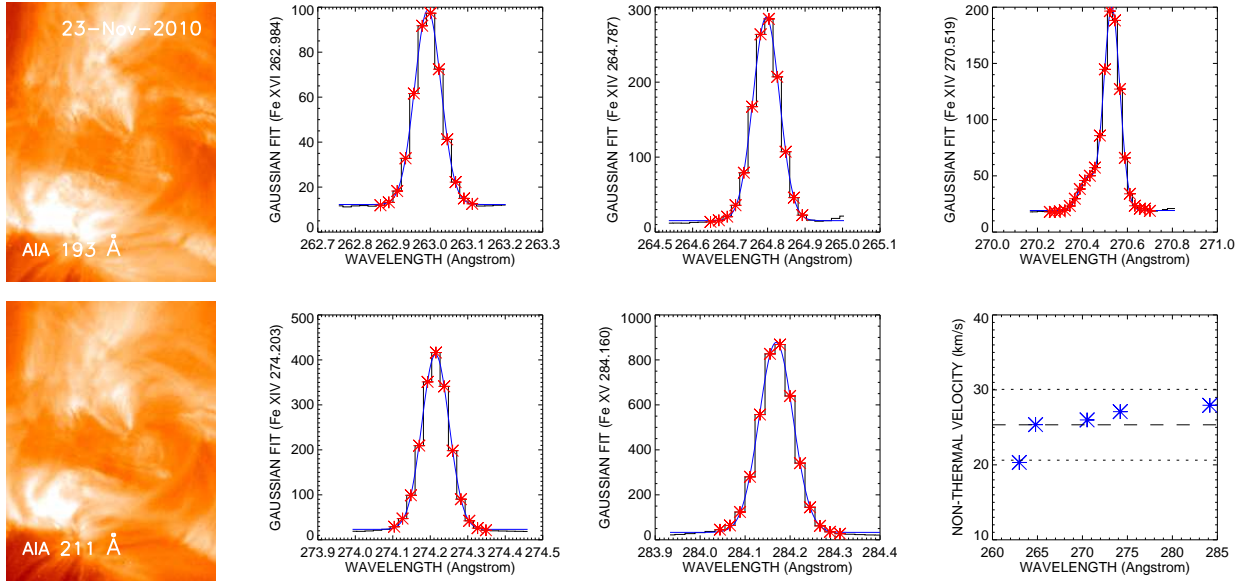 23-Nov-2010
AIA 193 Å
GAUSSIAN FIT (Fe XVI 262.984)
100
80
60
40
20
0
262.7 262.8 262.9 263.0 263.1 263.2 263.3
WAVELENGTH (Angstrom)
GAUSSIAN FIT (Fe XIV 264.787)
300
200
100
0
264.5 264.6 264.7 264.8 264.9 265.0 265.1
WAVELENGTH (Angstrom)
GAUSSIAN FIT (Fe XIV 270.519)
200
150
100
50
0
270.0 270.2 270.4 270.6 270.8 271.0
WAVELENGTH (Angstrom)
AIA 211 Å
GAUSSIAN FIT (Fe XIV 274.203)
500
400
300
200
100
0
273.9 274.0 274.1 274.2 274.3 274.4 274.5
WAVELENGTH (Angstrom)
GAUSSIAN FIT (Fe XV 284.160)
1000
800
600
400
200
0
283.9 284.0 284.1 284.2 284.3 284.4
WAVELENGTH (Angstrom)
NON-THERMAL VELOCITY (km/s)
40
30
20
10
260 265 270 275 280 285
WAVELENGTH (Angstrom)